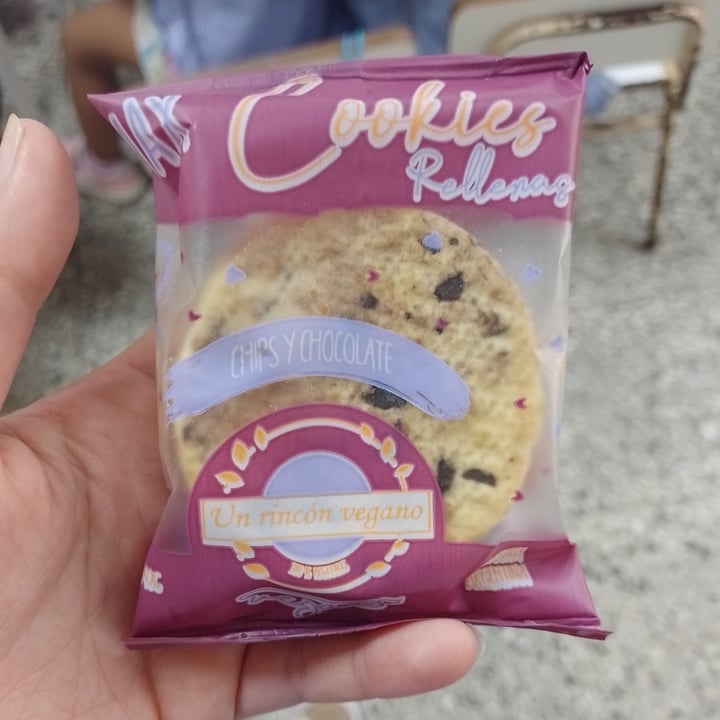 Cookies
Rellenas
CHIPS Y CHOCOLATE
Un rincón vegano